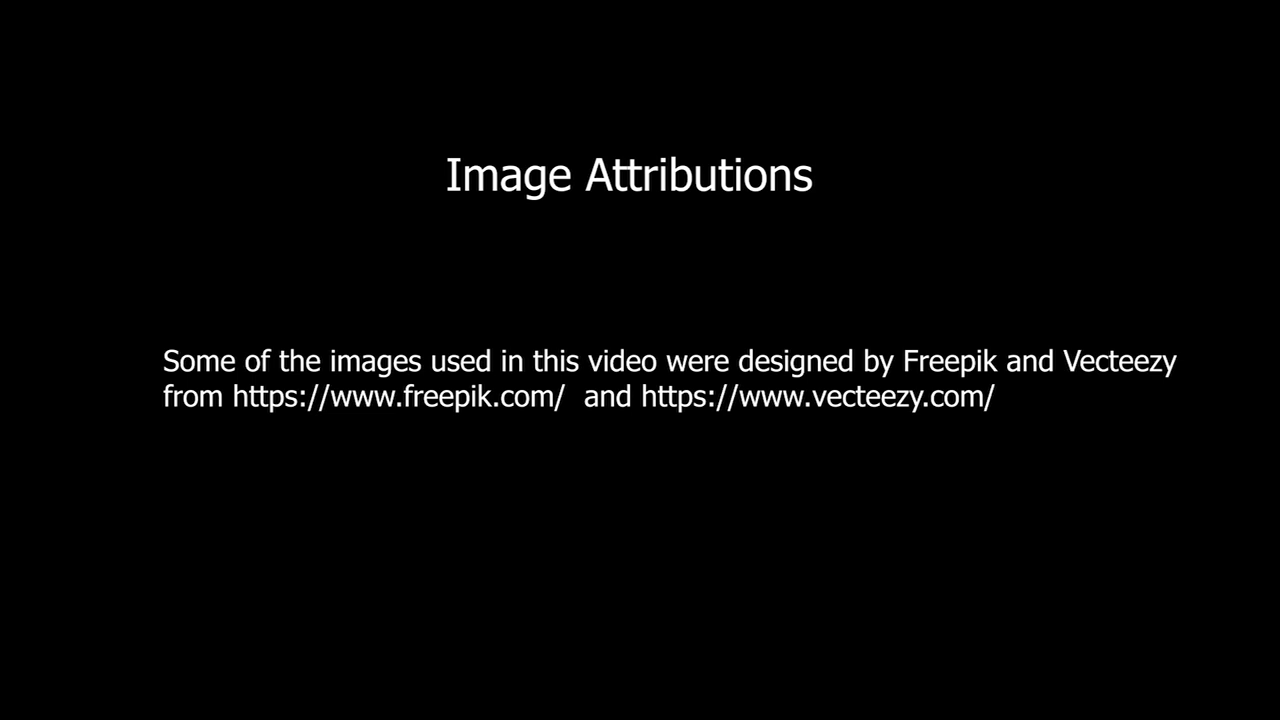 Image Attributions
Some of the images used in this video were designed by Freepik and Vecteezy
from https://www.freepik.com/  and https://www.vecteezy.com/